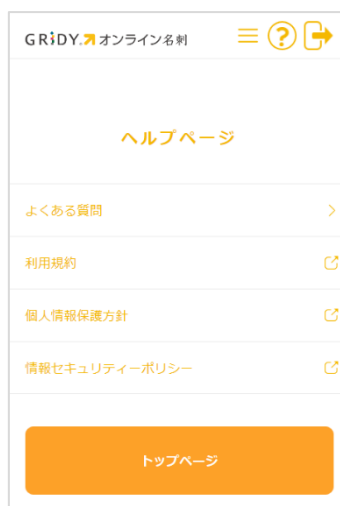 GRiDY. オンライン名刺
ヘルプページ
よくある質問
利用規約
個人情報保護方針
情報セキュリティーポリシー
トップページ